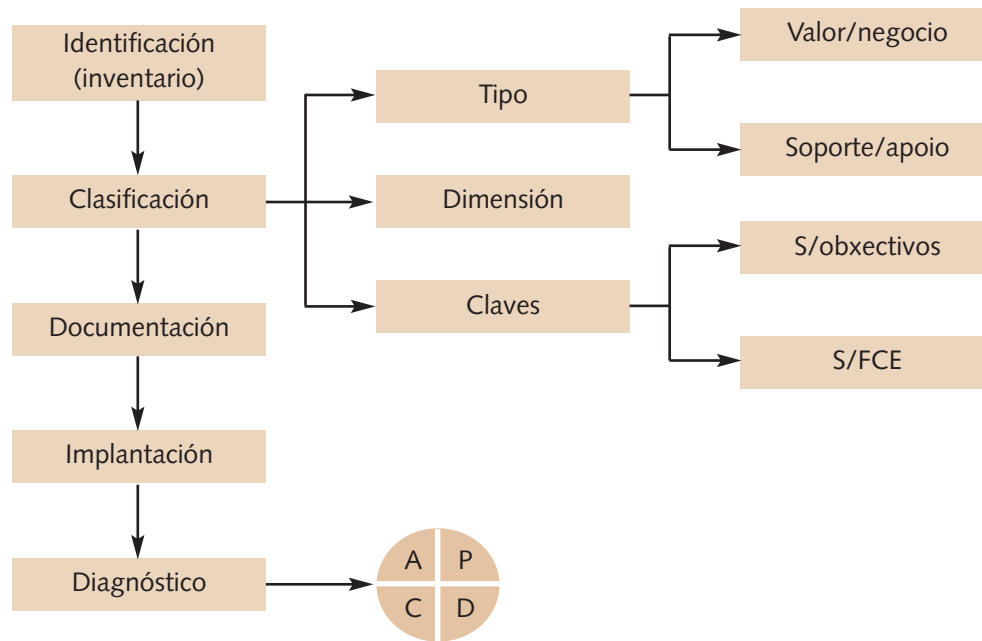 Identificación
(inventario)
Valor/negocio
Tipo
Soporte/apoio
Clasificación
Dimensión
S/obxectivos
Claves
Documentación
S/FCE
Implantación
A P
Diagnóstico
C D